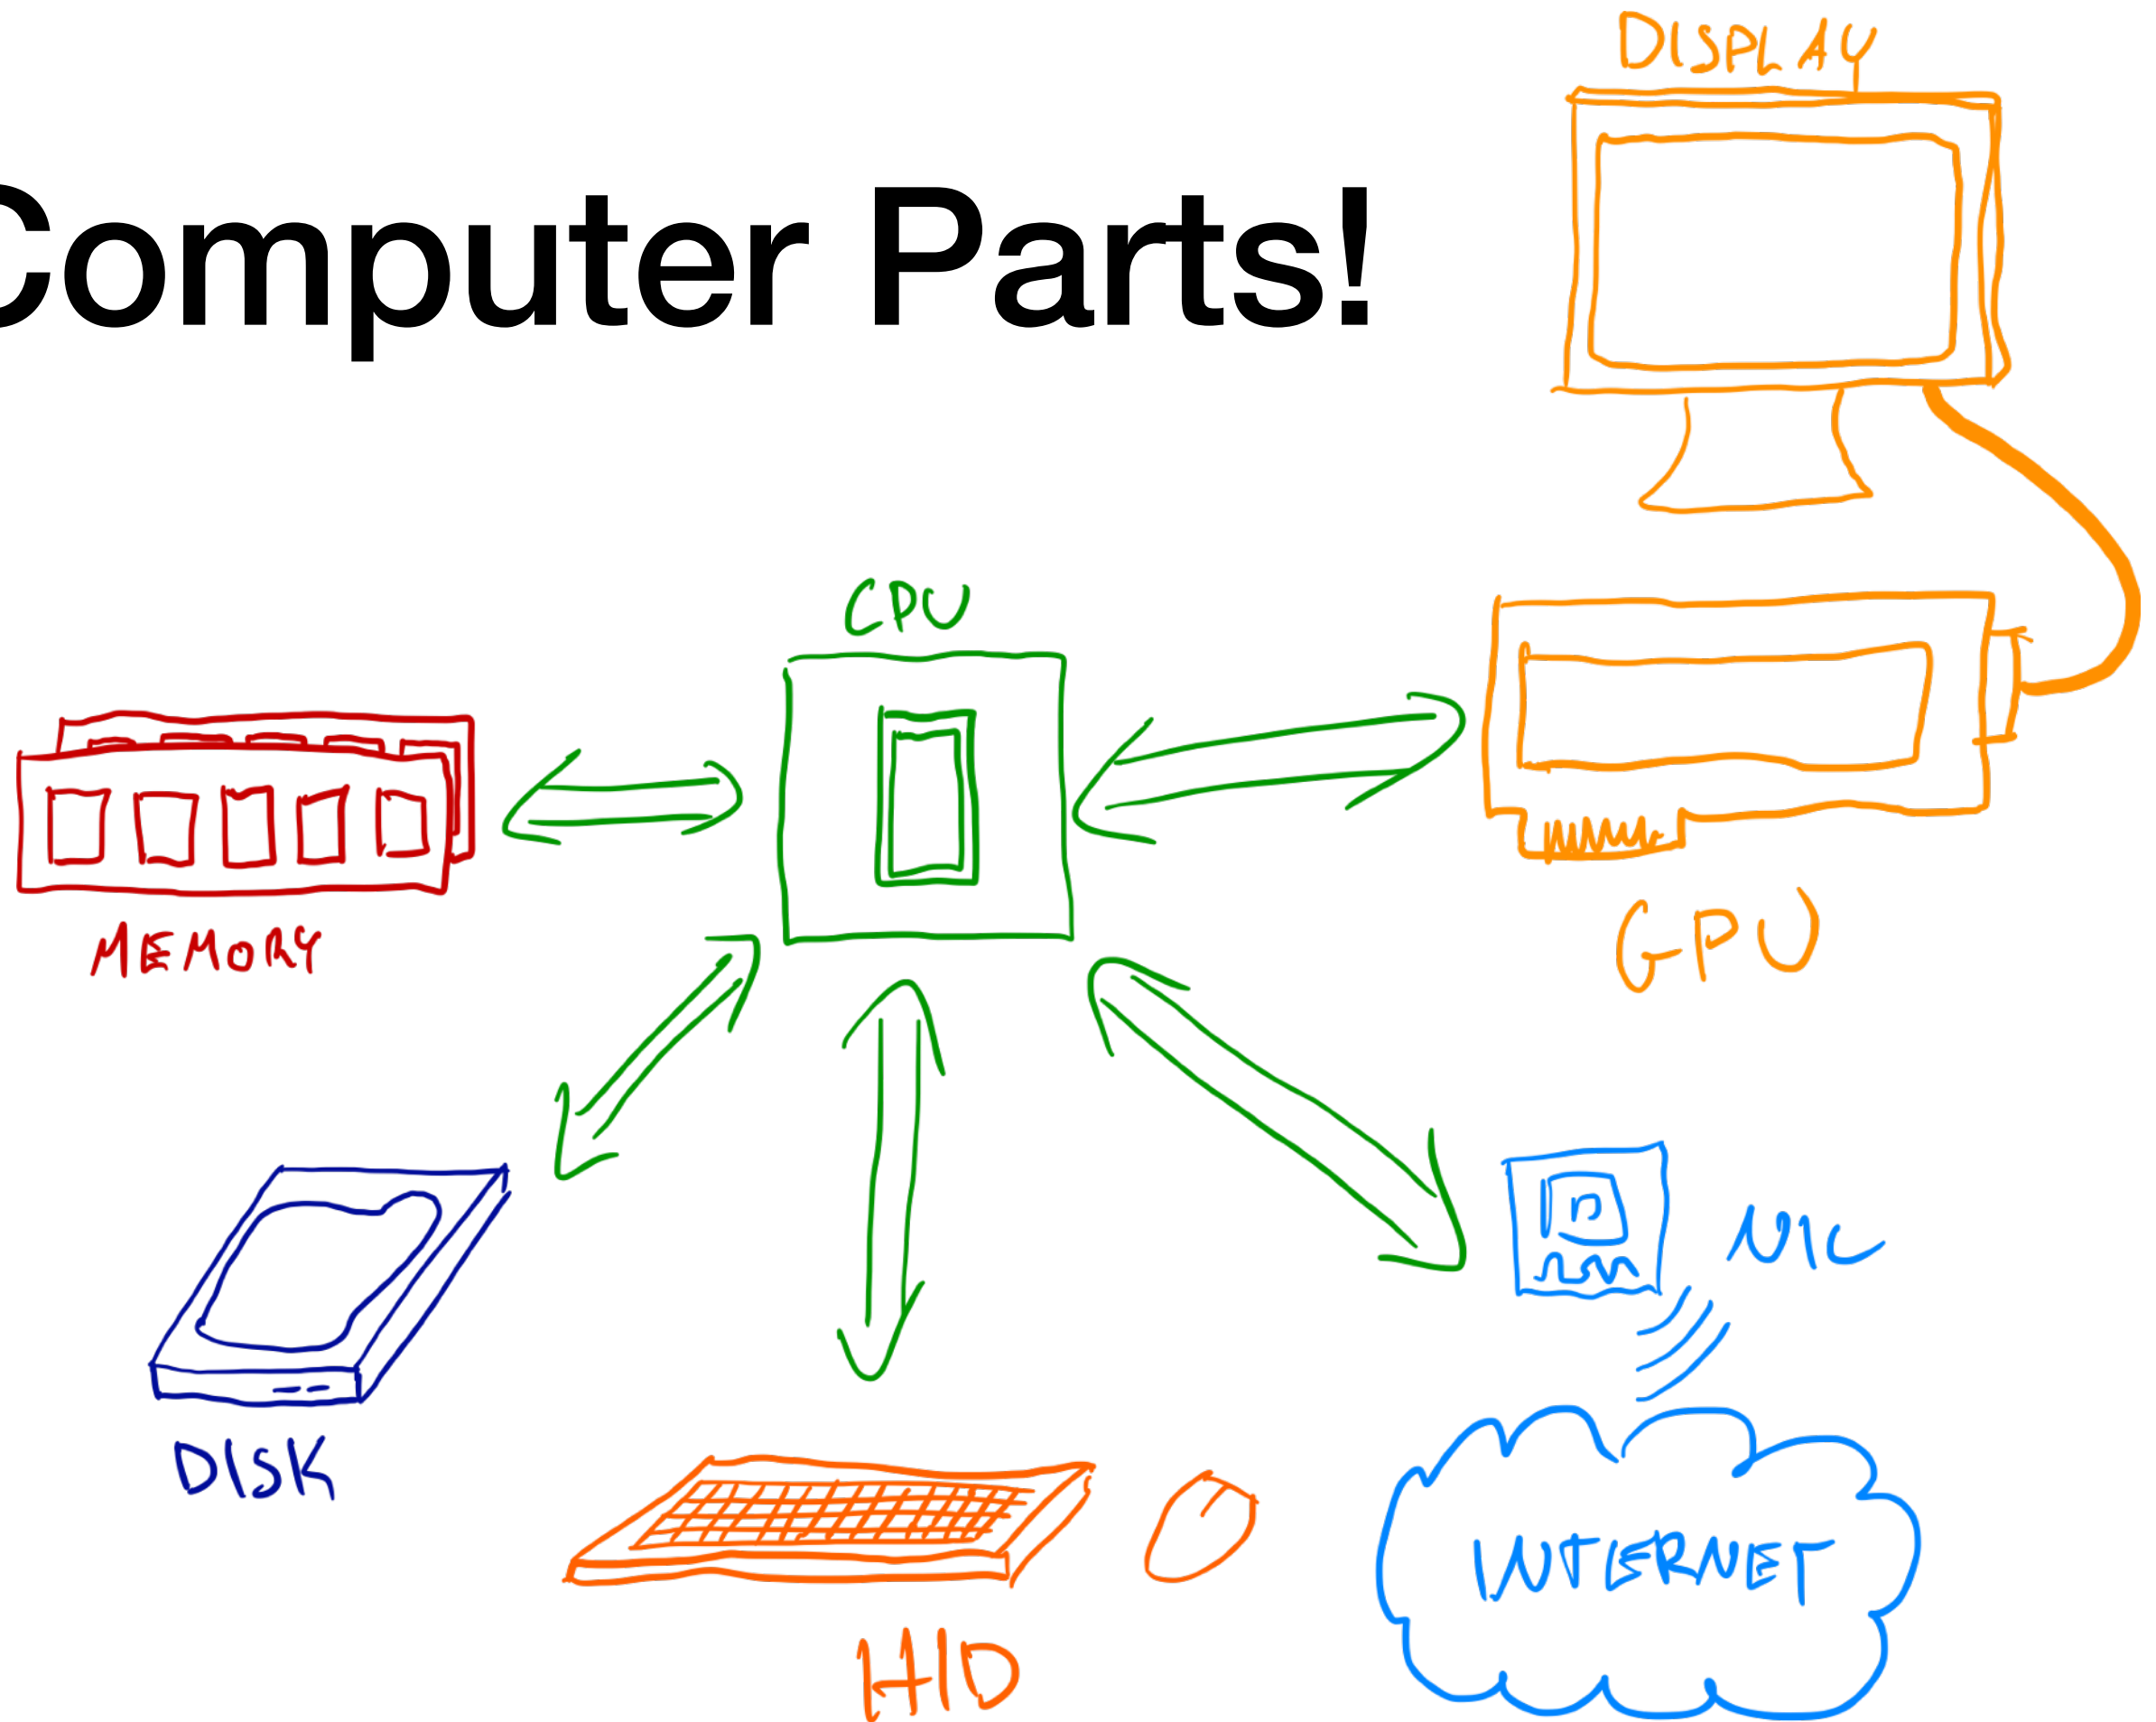 DISPLAY
Computer Parts!
CPU
MEMORY
GPU
NIC
DISK
INTERNET
HID